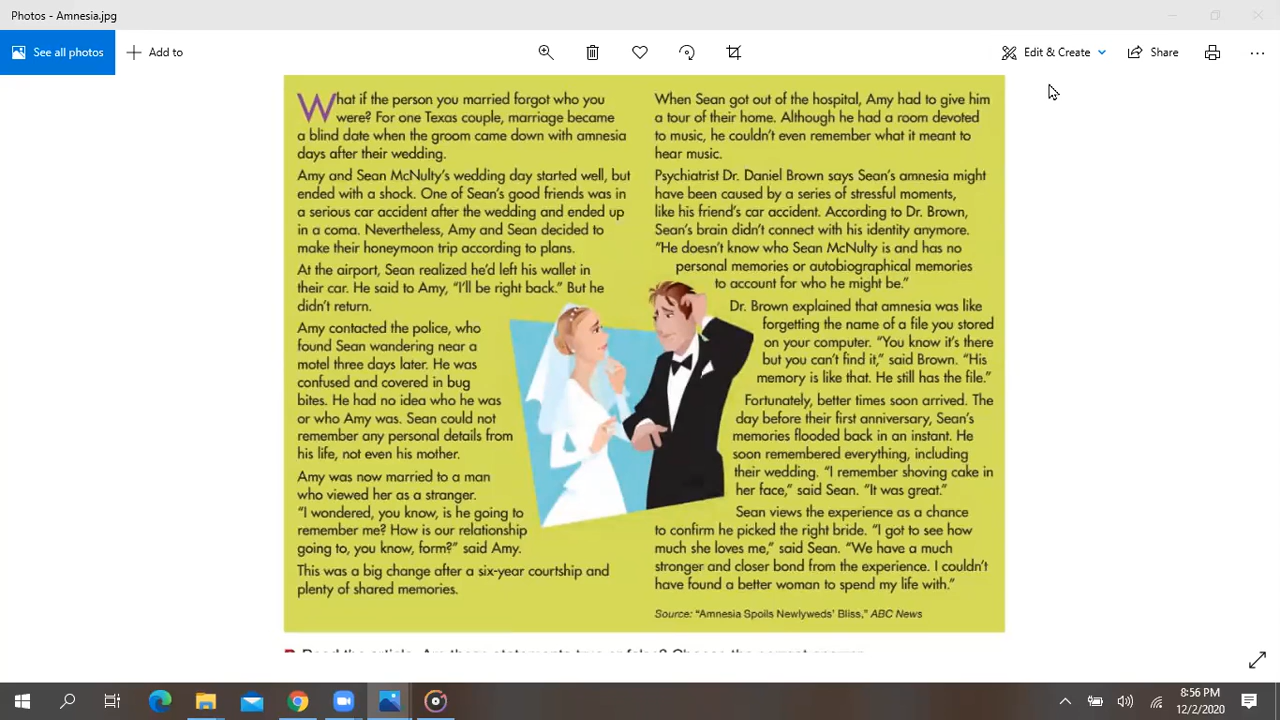 Photos - Amnesia.jpg
See all photos
Add to
Edit & Create
Share
What if the person you married forgot who you
were? For one Texas couple, marriage became
a blind date when the groom came down with amnesia
days after their wedding.
Amy and Sean McNulty's wedding day started well, but
ended with a shock. One of Sean's good friends was in
a serious car accident after the wedding and ended up
in a coma. Nevertheless, Amy and Sean decided to
make their honeymoon trip according to plans.
At the airport, Sean realized he'd left his wallet in
their car. He said to Amy, "I'll be right back." But he
didn't return.
Amy contacted the police, who
found Sean wandering near a
motel three days later. He was
confused and covered in bug
bites. He had no idea who he was
or who Amy was. Sean could not
remember any personal details from
his life, not even his mother.
Amy was now married to a man
who viewed her as a stranger.
"I wondered, you know, is he going to
remember me? How is our relationship
going to, you know, form?" said Amy.
This was a big change after a six-year courtship and
plenty of shared memories.
When Sean got out of the hospital, Amy had to give him
a tour of their home. Although he had a room devoted
to music, he couldn't even remember what it meant to
hear music.
Psychiatrist Dr. Daniel Brown says Sean's amnesia might
have been caused by a series of stressful moments,
like his friend's car accident. According to Dr. Brown,
Sean's brain didn't connect with his identity anymore.
"He doesn't know who Sean McNulty is and has no
personal memories or autobiographical memories
to account for who he might be."
Dr. Brown explained that amnesia was like
forgetting the name of a file you stored
on your computer. "You know it's there
but you can't find it," said Brown. "His
memory is like that. He still has the file."
Fortunately, better times soon arrived. The
day before their first anniversary, Sean's
memories flooded back in an instant. He
soon remembered everything, including
their wedding. "I remember shoving cake in
her face," said Sean. "It was great."
Sean views the experience as a chance
to confirm he picked the right bride. "I got to see how
much she loves me," said Sean. "We have a much
stronger and closer bond from the experience. I couldn't
have found a better woman to spend my life with."
Source: "Amnesia Spoils Newlyweds' Bliss," ABC News
Read the article. Are these statements true or false? Choose the correct answer.
8:56 PM
12/2/2020